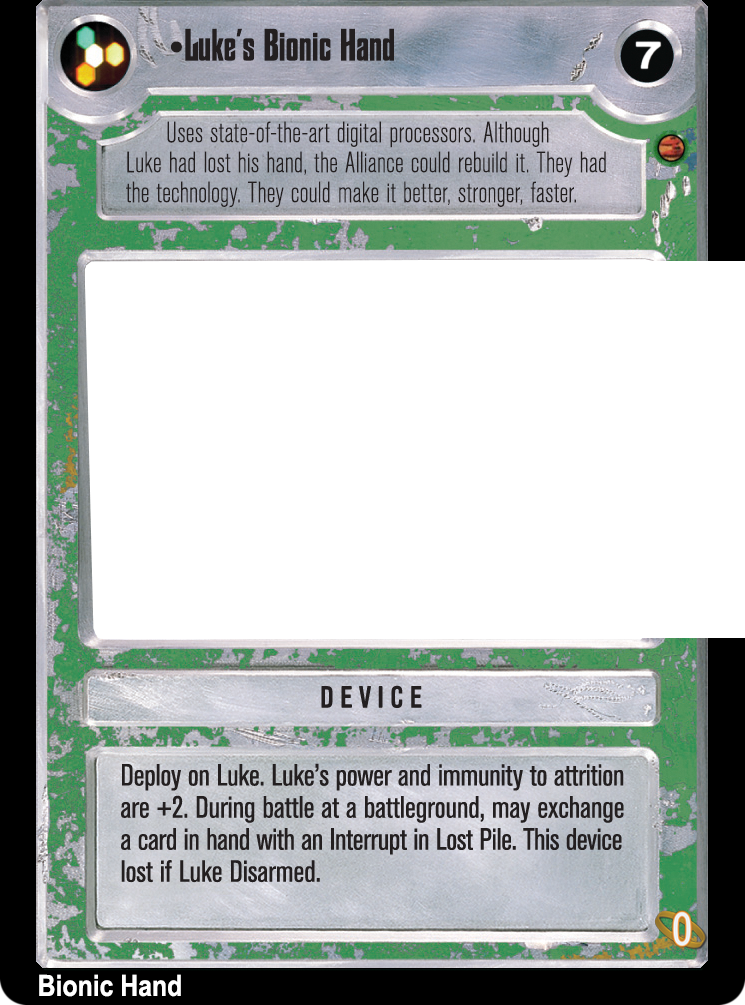 •Luke's Bionic Hand
7
Uses state-of-the-art digital processors. Although
Luke had lost his hand, the Alliance could rebuild it. They had
the technology. They could make it better, stronger, faster.
DEVICE
Deploy on Luke. Luke's power and immunity to attrition
are +2. During battle at a battleground, may exchange
a card in hand with an Interrupt in Lost Pile. This device
lost if Luke Disarmed.
0
Bionic Hand